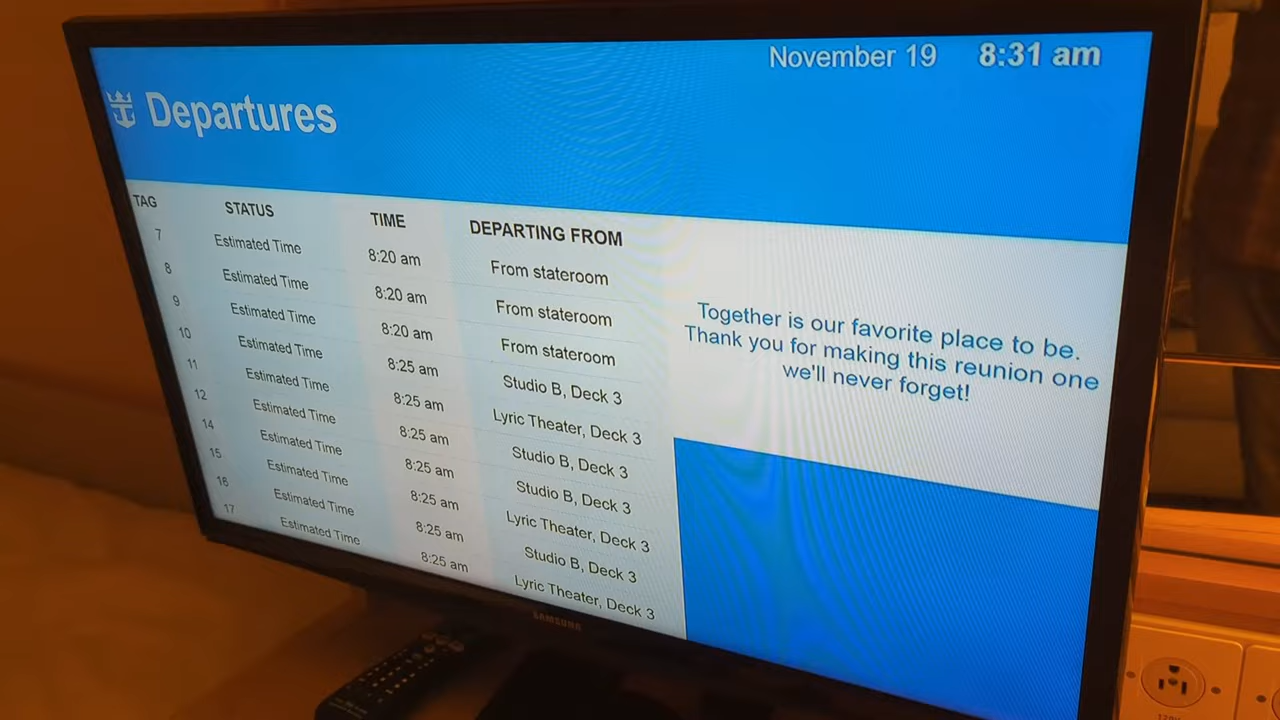 November 19 8:31 am
Departures
TAG STATUS TIME DEPARTING FROM
7 Estimated Time 8:20 am From stateroom
8 Estimated Time 8:20 am From stateroom
9 Estimated Time 8:20 am From stateroom
10 Estimated Time 8:25 am Studio B, Deck 3
11 Estimated Time 8:25 am Lyric Theater, Deck 3
12 Estimated Time 8:25 am Studio B, Deck 3
14 Estimated Time 8:25 am Studio B, Deck 3
15 Estimated Time 8:25 am Lyric Theater, Deck 3
16 Estimated Time 8:25 am Studio B, Deck 3
17 Estimated Time 8:25 am Lyric Theater, Deck 3
Together is our favorite place to be.
Thank you for making this reunion one
we'll never forget!
SAMSUNG